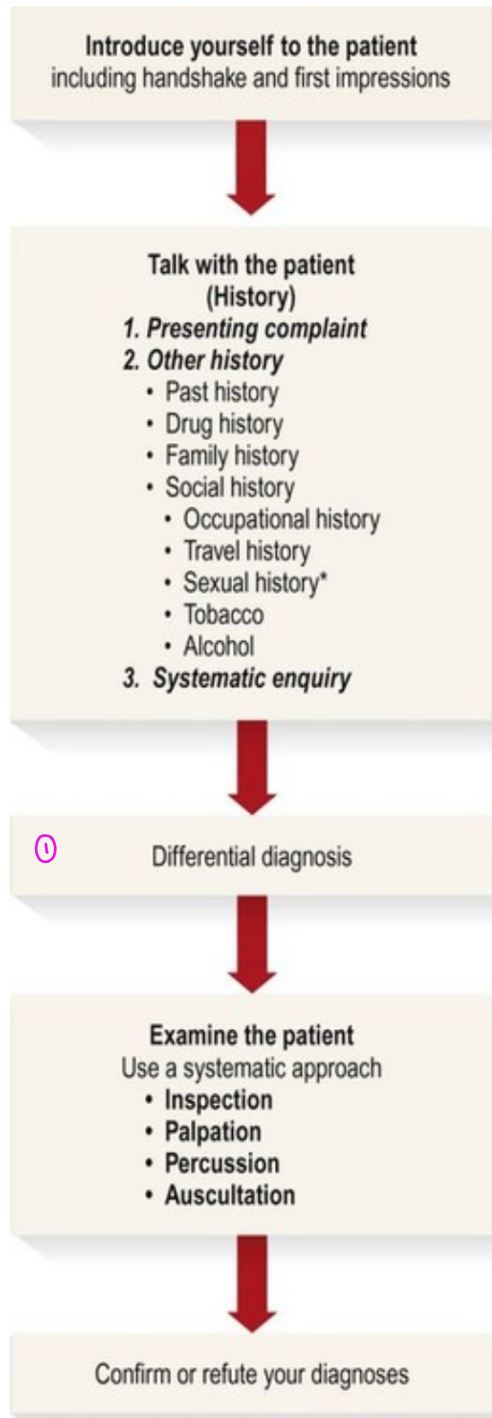 Introduce yourself to the patient
including handshake and first impressions
Talk with the patient
(History)
1. Presenting complaint
2. Other history
• Past history
• Drug history
• Family history
• Social history
• Occupational history
• Travel history
• Sexual history*
• Tobacco
• Alcohol
3. Systematic enquiry
1 Differential diagnosis
Examine the patient
Use a systematic approach
• Inspection
• Palpation
• Percussion
• Auscultation
Confirm or refute your diagnoses